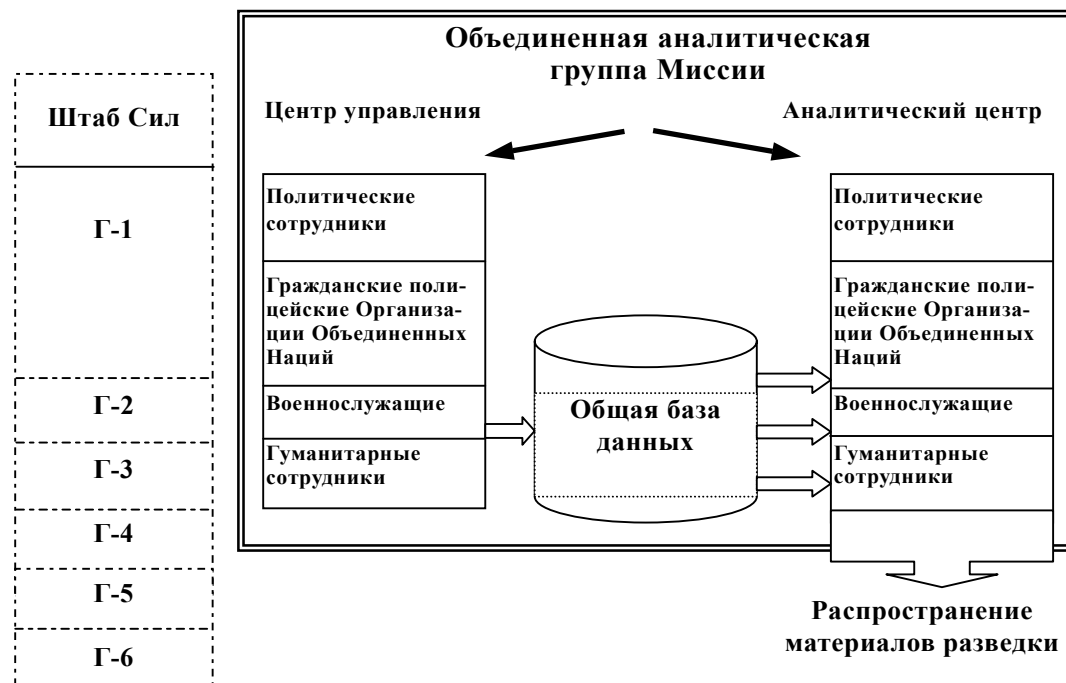 Объединенная аналитическая
группа Миссии
Штаб Сил
Г-1
Г-2
Г-3
Г-4
Г-5
Г-6
Центр управления
Политические
сотрудники
Гражданские поли-
цейские Организа-
ции Объединенных
Наций
Военнослужащие
Гуманитарные
сотрудники
Общая база
данных
Аналитический центр
Политические
сотрудники
Гражданские поли-
цейские Организа-
ции Объединенных
Наций
Военнослужащие
Гуманитарные
сотрудники
Распространение
материалов разведки